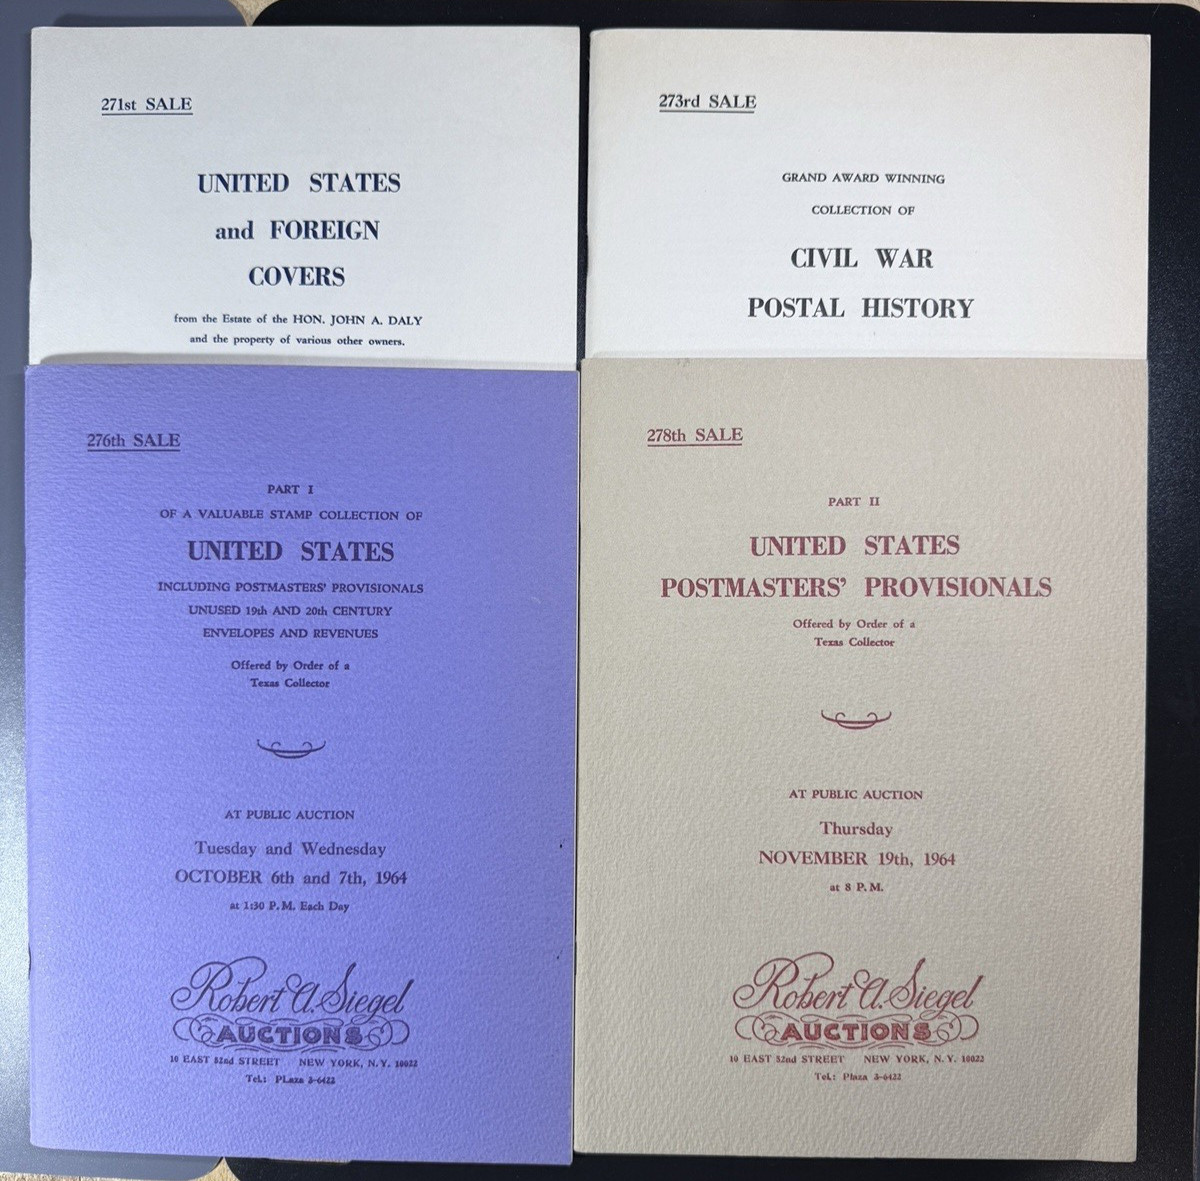 271st SALE
UNITED STATES
and FOREIGN
COVERS
from the Estate of the HON. JOHN A. DALY
and the property of various other owners.
273rd SALE
GRAND AWARD WINNING
COLLECTION OF
CIVIL WAR
POSTAL HISTORY
276th SALE
PART I
OF A VALUABLE STAMP COLLECTION OF
UNITED STATES
INCLUDING POSTMASTERS' PROVISIONALS
UNUSED 19th AND 20th CENTURY
ENVELOPES AND REVENUES
Offered by Order of a
Texas Collector
AT PUBLIC AUCTION
Tuesday and Wednesday
OCTOBER 6th and 7th, 1964
at 1:30 P.M. Each Day
Robert A. Siegel
AUCTIONS
10 EAST 52nd STREET NEW YORK, N.Y. 10022
Tel.: PLaza 3-6422
278th SALE
PART II
UNITED STATES
POSTMASTERS' PROVISIONALS
Offered by Order of a
Texas Collector
AT PUBLIC AUCTION
Thursday
NOVEMBER 19th, 1964
at 8 P.M.
Robert A. Siegel
AUCTIONS
10 EAST 52nd STREET NEW YORK, N.Y. 10022
Tel.: Plaza 3-6422